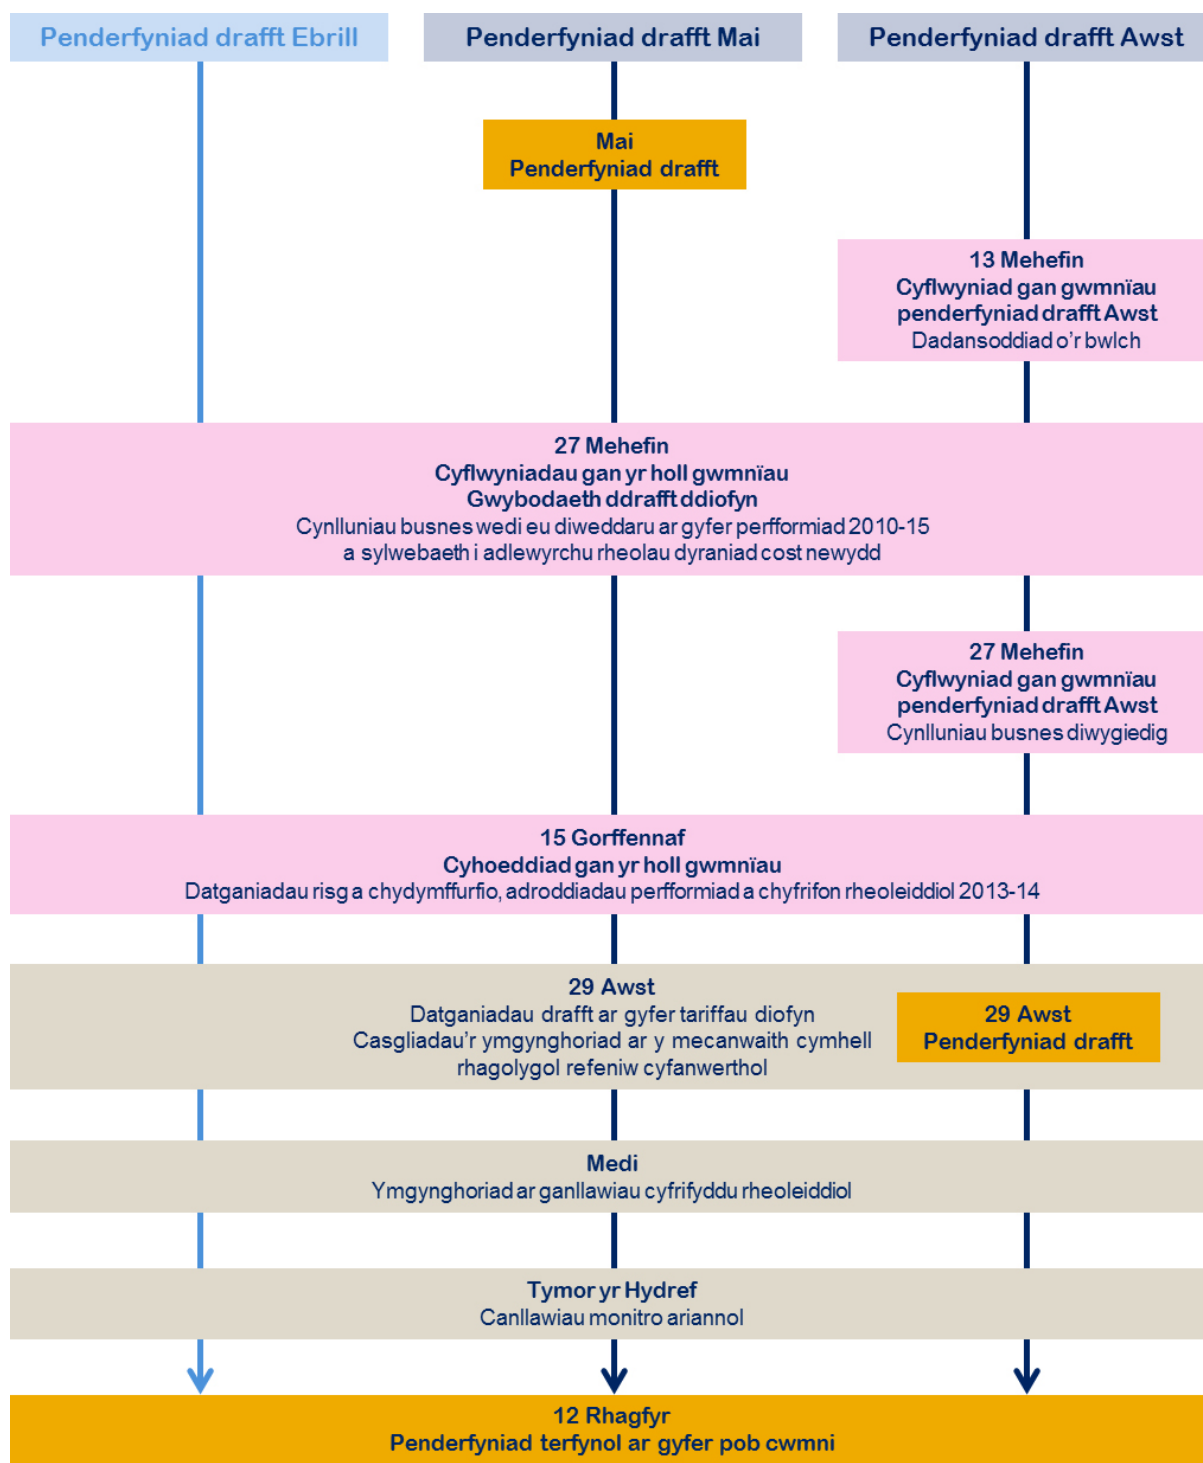 Penderfyniad drafft Ebrill
Penderfyniad drafft Mai
Penderfyniad drafft Awst
Mai
Penderfyniad drafft
13 Mehefin
Cyflwyniad gan gwmnïau
penderfyniad drafft Awst
Dadansoddiad o'r bwlch
27 Mehefin
Cyflwyniadau gan yr holl gwmnïau
Gwybodaeth ddrafft ddiofyn
Cynlluniau busnes wedi eu diweddaru ar gyfer perfformiad 2010-15
a sylwebaeth i adlewyrchu rheolau dyraniad cost newydd
27 Mehefin
Cyflwyniad gan gwmnïau
penderfyniad drafft Awst
Cynlluniau busnes diwygiedig
15 Gorffennaf
Cyhoeddiad gan yr holl gwmnïau
Datganiadau risg a chydymffurfio, adroddiadau perfformiad a chyfrifon rheoleiddiol 2013-14
29 Awst
Datganiadau drafft ar gyfer tariffau diofyn
Casgliadau'r ymgynghoriad ar y mecanwaith cymhell
rhagolygol refeniw cyfanwerthol
29 Awst
Penderfyniad drafft
Medi
Ymgynghoriad ar ganllawiau cyfrifyddu rheoleiddiol
Tymor yr Hydref
Canllawiau monitro ariannol
12 Rhagfyr
Penderfyniad terfynol ar gyfer pob cwmni